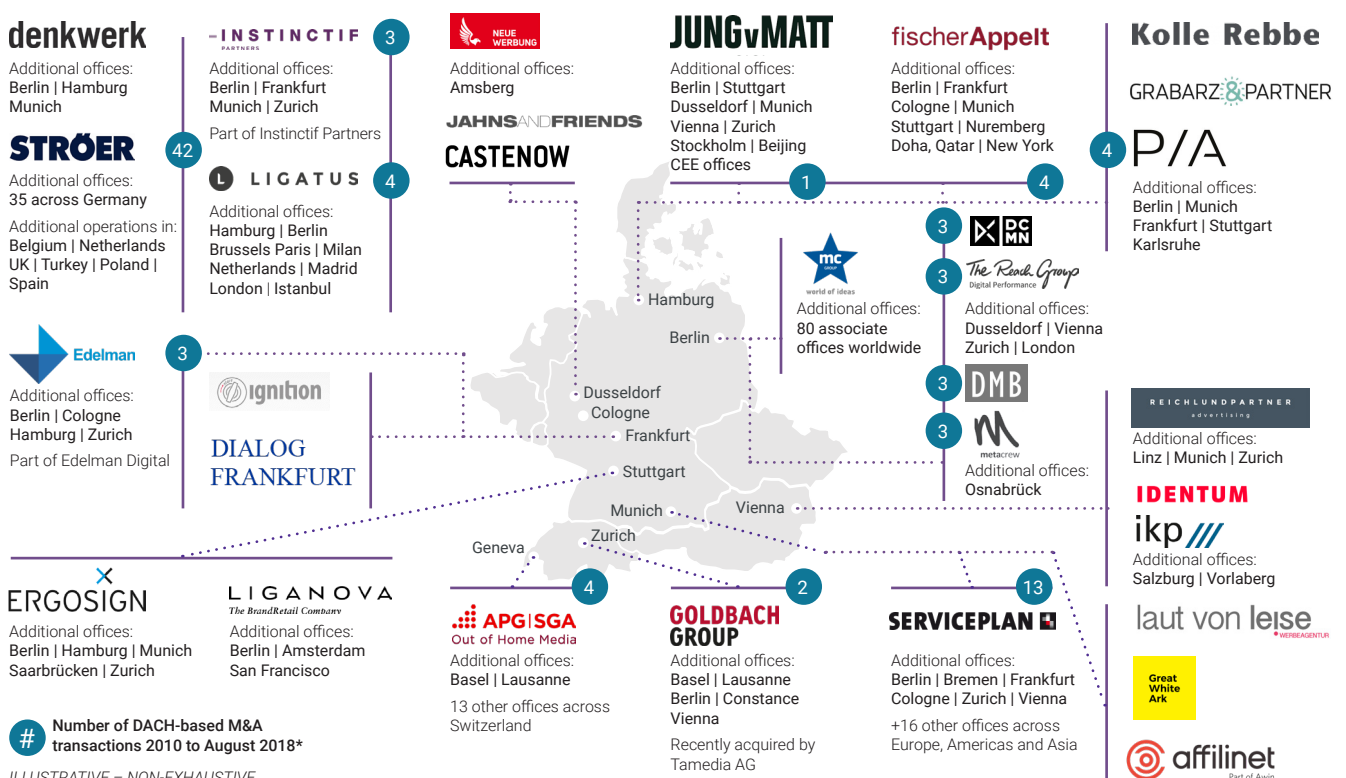 denkwerk
Additional offices:
Berlin | Hamburg
Munich
STRÖER
42
Additional offices:
35 across Germany
Additional operations in:
Belgium | Netherlands
UK | Turkey | Poland |
Spain
INSTINCTIF
PARTNERS
3
Additional offices:
Berlin | Frankfurt
Munich | Zurich
Part of Instinctif Partners
L LIGATUS
4
Additional offices:
Hamburg | Berlin
Brussels Paris | Milan
Netherlands | Madrid
London | Istanbul
NEUE
WERBUNG
Additional offices:
Amsberg
JAHNSANDFRIENDS
CASTENOW
JUNGvMATT
Additional offices:
Berlin | Stuttgart
Dusseldorf | Munich
Vienna | Zurich
Stockholm | Beijing
CEE offices
1
fischerAppelt
Additional offices:
Berlin | Frankfurt
Cologne | Munich
Stuttgart | Nuremberg
Doha, Qatar | New York
4
Kolle Rebbe
GRABARZ&PARTNER
4
P/A
Additional offices:
Berlin | Munich
Frankfurt | Stuttgart
Karlsruhe
mc
GROUP
world of ideas
Additional offices:
80 associate
offices worldwide
3
DC
MN
3
The Reach Group
Digital Performance
Additional offices:
Dusseldorf | Vienna
Zurich | London
3
DMB
3
metacrew
Additional offices:
Osnabrück
Edelman
3
Additional offices:
Berlin | Cologne
Hamburg | Zurich
Part of Edelman Digital
ignition
DIALOG
FRANKFURT
Hamburg
Berlin
Dusseldorf
Cologne
Frankfurt
Stuttgart
Munich
Vienna
Zurich
Geneva
REICHLUNDPARTNER
advertising
Additional offices:
Linz | Munich | Zurich
IDENTUM
ikp
Additional offices:
Salzburg | Vorlaberg
ERGOSIGN
Additional offices:
Berlin | Hamburg | Munich
Saarbrücken | Zurich
LIGANOVA
The BrandRetail Company
Additional offices:
Berlin | Amsterdam
San Francisco
4
APG|SGA
Out of Home Media
Additional offices:
Basel | Lausanne
13 other offices across
Switzerland
2
GOLDBACH
GROUP
Additional offices:
Basel | Lausanne
Berlin | Constance
Vienna
Recently acquired by
Tamedia AG
13
SERVICEPLAN
Additional offices:
Berlin | Bremen | Frankfurt
Cologne | Zurich | Vienna
+16 other offices across
Europe, Americas and Asia
laut von leise
WERBEAGENTUR
Great
White
Ark
affilinet
Part of Awin
# Number of DACH-based M&A
transactions 2010 to August 2018*
ILLUSTRATIVE – NON-EXHAUSTIVE